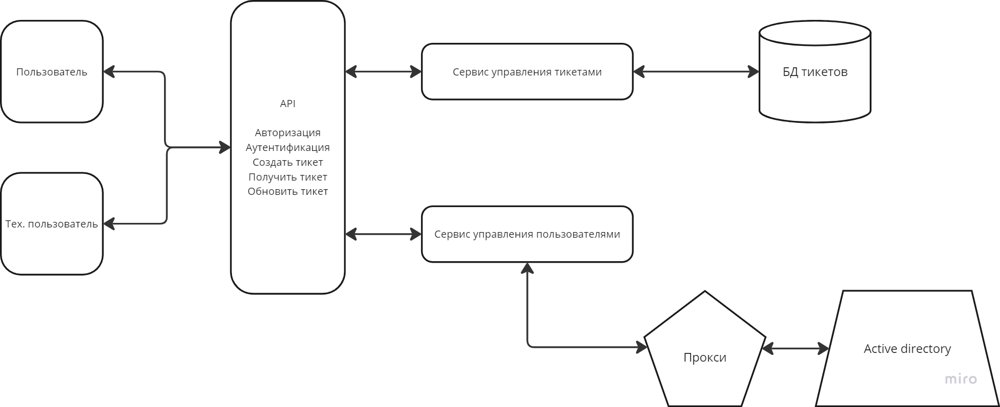 Пользователь
Тех. пользователь
API
Авторизация
Аутентификация
Создать тикет
Получить тикет
Обновить тикет
Сервис управления тикетами
БД тикетов
Сервис управления пользователями
Прокси
Active directory
miro